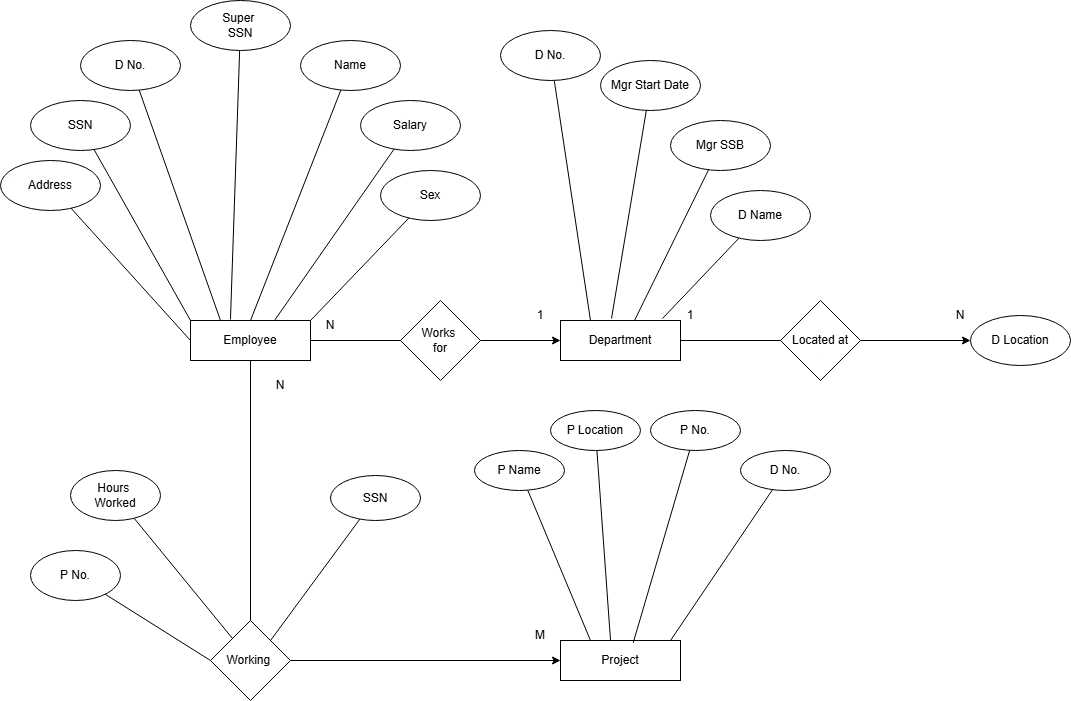 Super
SSN
D No.
Name
SSN
Salary
Address
Sex
D No.
Mgr Start Date
Mgr SSB
D Name
Employee
N
Works
for
1
Department
1
Located at
N
D Location
N
Hours
Worked
SSN
P No.
Working
M
P Name
P Location
P No.
D No.
Project